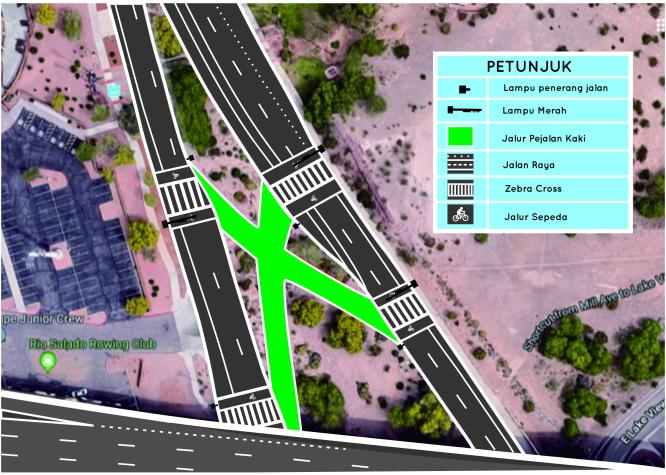 PETUNJUK
Lampu penerang jalan
Lampu Merah
Jalur Pejalan Kaki
Jalan Raya
Zebra Cross
Jalur Sepeda
pe Junior Crew
Rio Salado Rowing Club
Shortcut from Mill Ave to Lake V
E Lake View